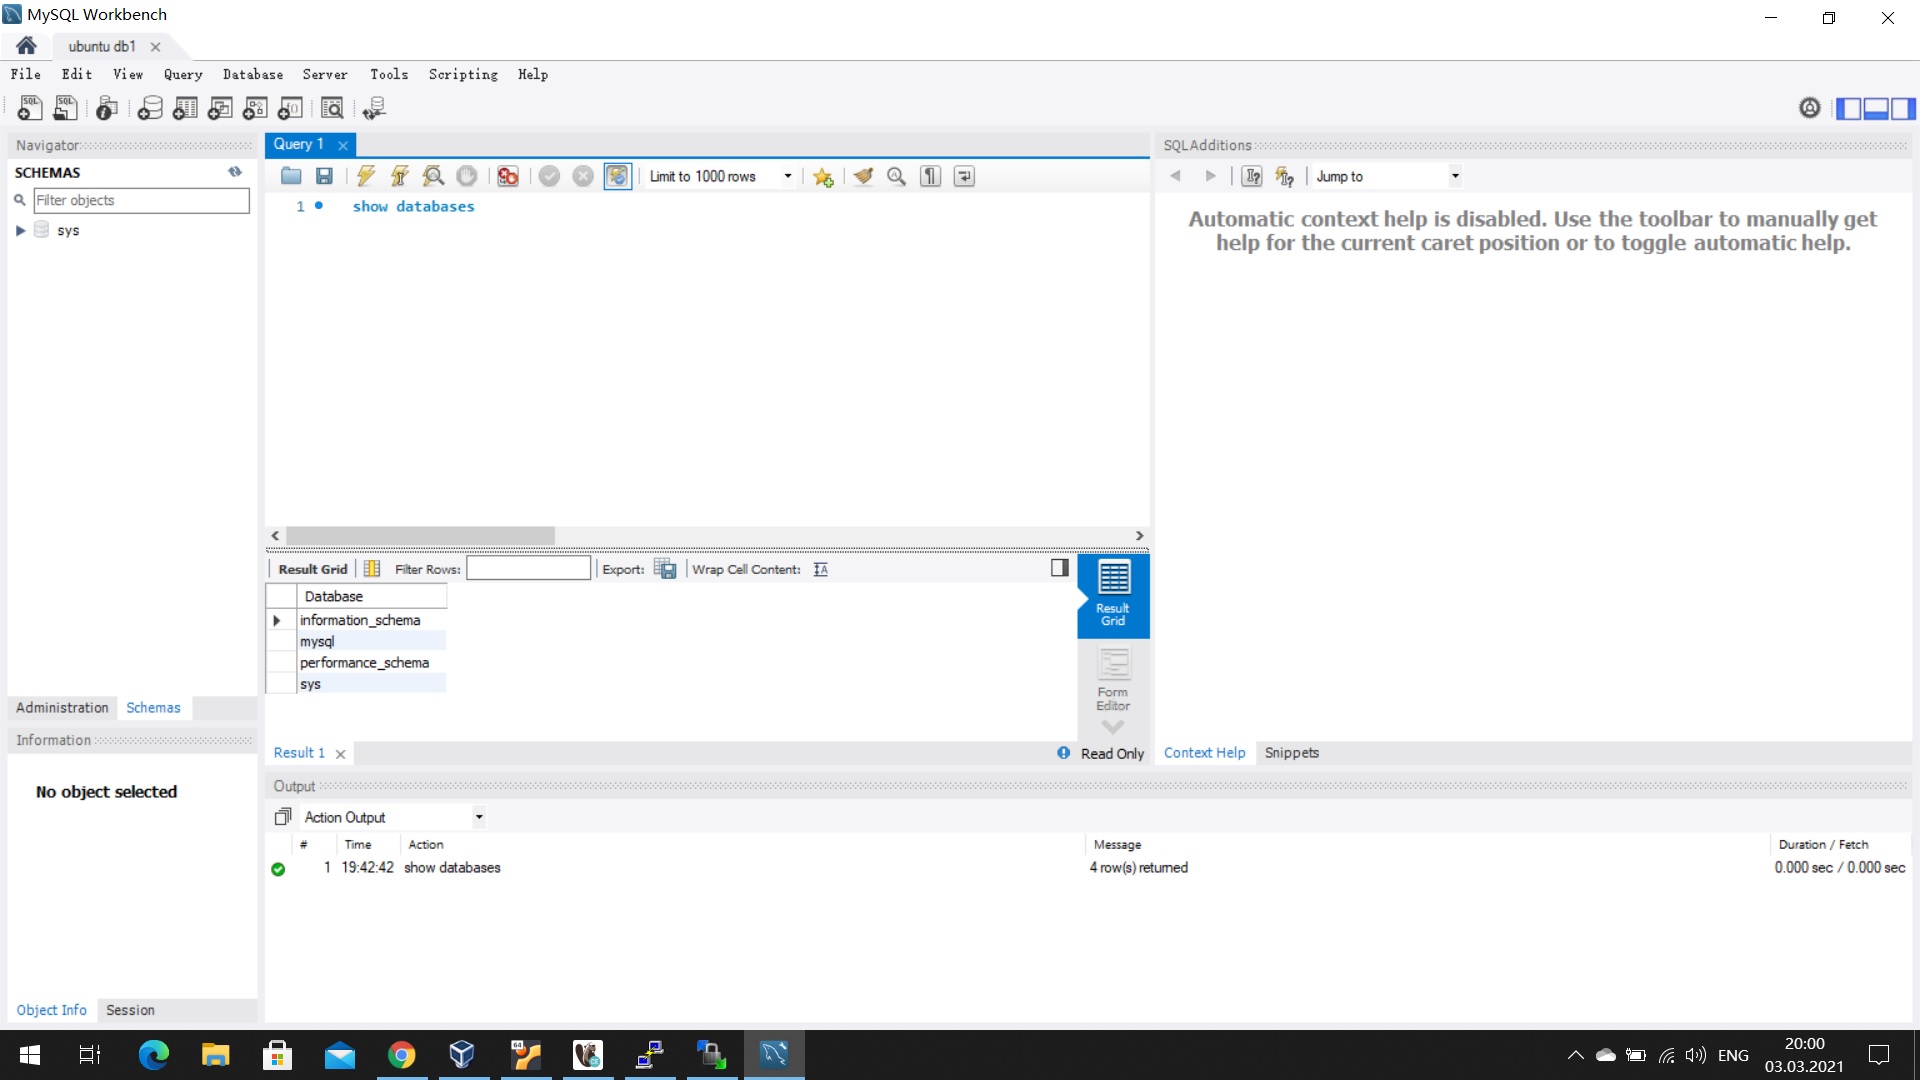 MySQL Workbench
ubuntu db1
File Edit View Query Database Server Tools Scripting Help
Navigator
SCHEMAS
Filter objects
sys
Administration Schemas
Information
No object selected
Object Info Session
Query 1
Limit to 1000 rows
1 show databases
Result Grid Filter Rows: Export: Wrap Cell Content:
Database
information_schema
mysql
performance_schema
sys
Result Grid
Form Editor
Result 1 Read Only
SQLAdditions
Jump to
Automatic context help is disabled. Use the toolbar to manually get
help for the current caret position or to toggle automatic help.
Context Help Snippets
Output
Action Output
# Time Action Message Duration / Fetch
1 19:42:42 show databases 4 row(s) returned 0.000 sec / 0.000 sec
ENG
20:00
03.03.2021